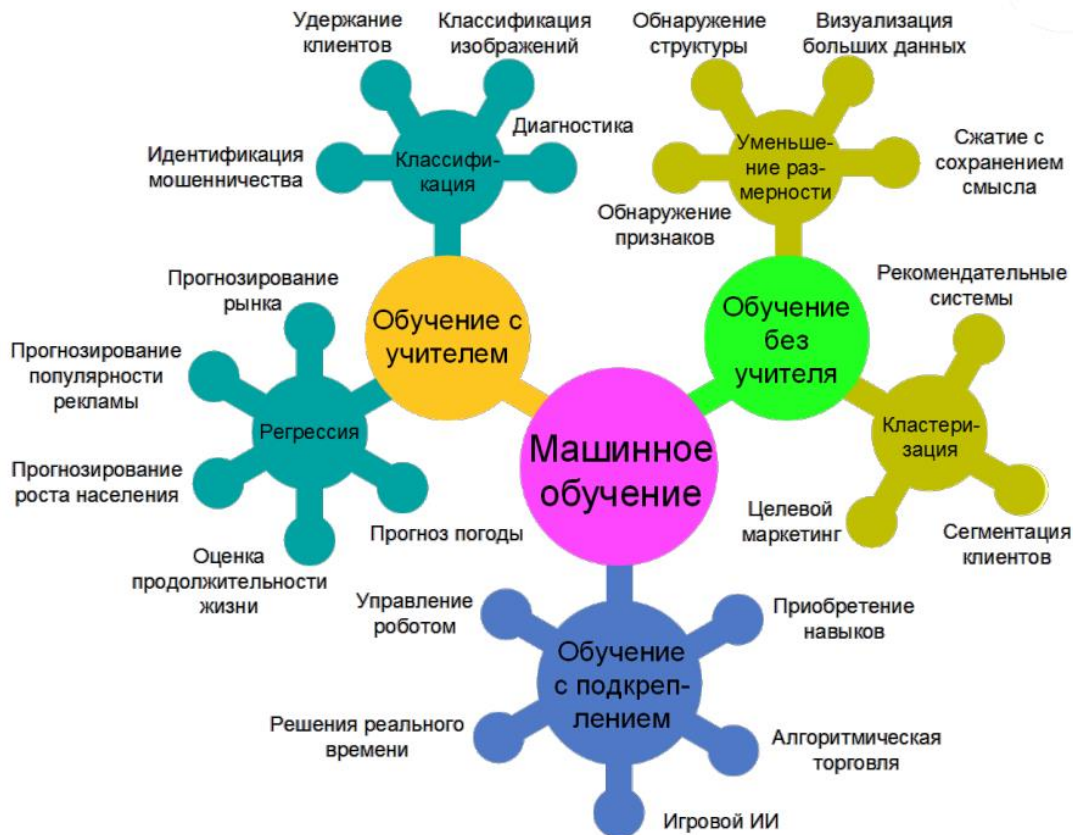 Удержание
клиентов
Классификация
изображений
Обнаружение
структуры
Визуализация
больших данных
Идентификация
мошенничества
Классифи-
кация
Диагностика
Уменьше-
ние раз-
мерности
Сжатие с
сохранением
смысла
Обнаружение
признаков
Прогнозирование
рынка
Обучение с
учителем
Обучение
без
учителя
Рекомендательные
системы
Прогнозирование
популярности
рекламы
Регрессия
Кластери-
зация
Прогнозирование
роста населения
Машинное
обучение
Прогноз погоды
Целевой
маркетинг
Сегментация
клиентов
Оценка
продолжительности
жизни
Управление
роботом
Приобретение
навыков
Обучение
с подкреп-
лением
Решения реального
времени
Алгоритмическая
торговля
Игровой ИИ